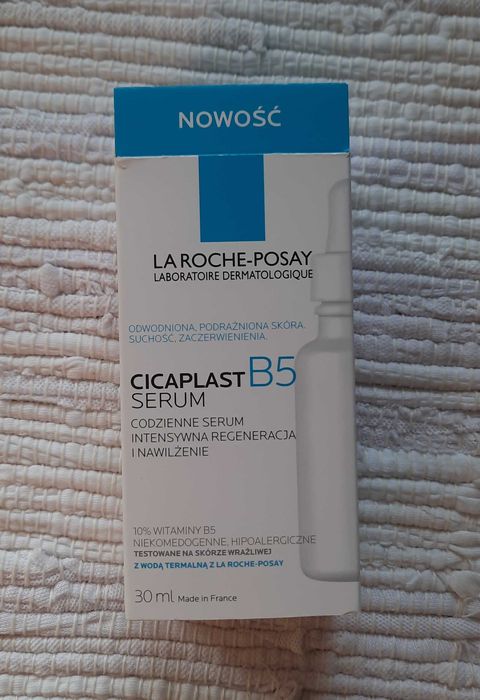 NOWOŚĆ
LA ROCHE-POSAY
LABORATOIRE DERMATOLOGIQUE
ODWODNIONA, PODRAŻNIONA SKÓRA.
SUCHOŚĆ, ZACZERWIENIENIA.
CICAPLAST B5
SERUM
CODZIENNE SERUM
INTENSYWNA REGENERACJA
I NAWILŻENIE
10% WITAMINY B5
NIEKOMEDOGENNE, HIPOALERGICZNE
TESTOWANE NA SKÓRZE WRAŻLIWEJ
Z WODĄ TERMALNĄ Z LA ROCHE-POSAY
30 ml Made in France